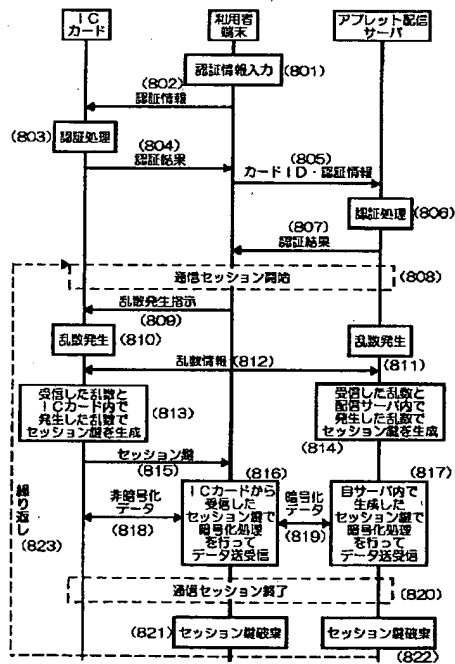 IC
カード
利用者
端末
アプレット配信
サーバ
認証情報入力
(801)
(802)
認証情報
(803)
認証処理
(804)
認証結果
(805)
カードID・認証情報
認証処理
(806)
(807)
認証結果
通信セッション開始
(808)
乱数発生指示
(809)
乱数発生
(810)
乱数発生
(811)
乱数情報(812)
受信した乱数と
ICカード内で
発生した乱数で
セッション鍵を生成
(813)
受信した乱数と
配信サーバ内で
発生した乱数で
セッション鍵を生成
(814)
セッション鍵
(815)
(816)
ICカードから
受信した
セッション鍵で
暗号化処理
を行って
データ送受信
(817)
自サーバ内で
生成した
セッション鍵で
暗号化処理
を行って
データ送受信
非暗号化
データ
(818)
暗号化
データ
(819)
繰り返し
(823)
通信セッション終了
(820)
(821)
セッション鍵破棄
セッション鍵破棄
(822)